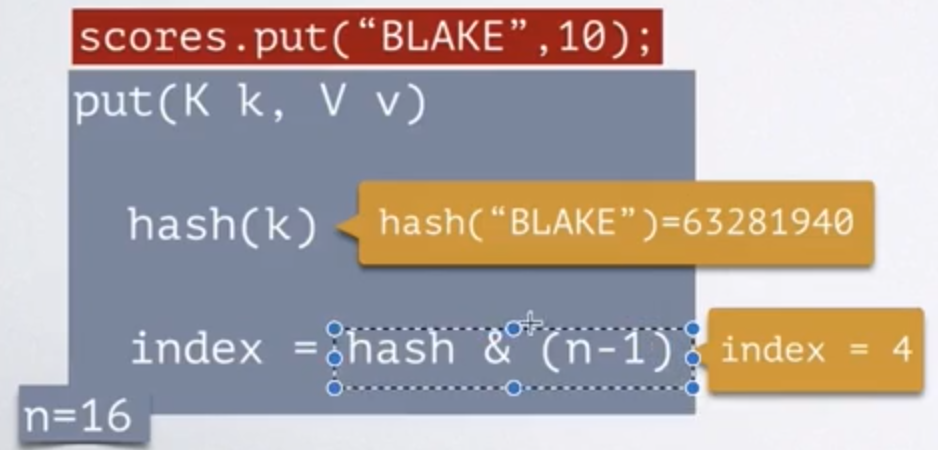 scores.put(“BLAKE”,10);
put(K k, V v)
hash(k)
hash(“BLAKE”)=63281940
index = hash & (n-1)
index = 4
n=16